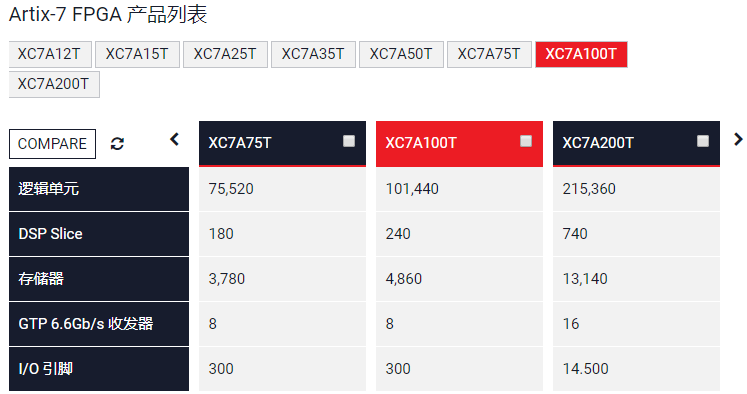 Artix-7 FPGA 产品列表
XC7A12T XC7A15T XC7A25T XC7A35T XC7A50T XC7A75T XC7A100T
XC7A200T
COMPARE XC7A75T XC7A100T XC7A200T
逻辑单元 75,520 101,440 215,360
DSP Slice 180 240 740
存储器 3,780 4,860 13,140
GTP 6.6Gb/s 收发器 8 8 16
I/O 引脚 300 300 14.500